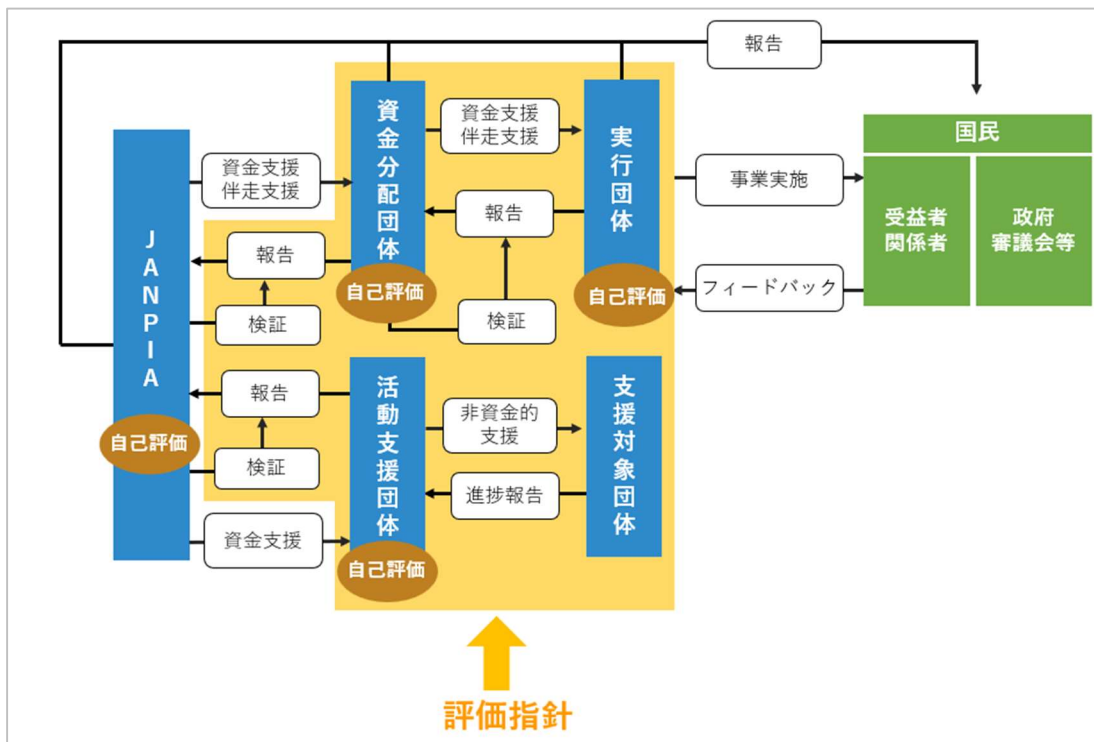 報告
資金分配団体
資金支援
伴走支援
実行団体
国民
JANPIA
資金支援
伴走支援
事業実施
受益者
関係者
政府
審議会等
報告
報告
自己評価
自己評価
フィードバック
検証
検証
報告
活動支援団体
非資金的
支援
支援対象団体
自己評価
検証
進捗報告
資金支援
自己評価
評価指針